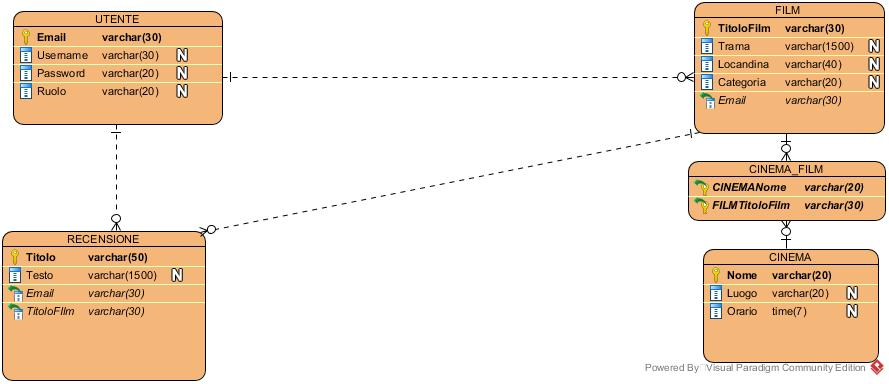 UTENTE
Email varchar(30)
Username varchar(30) N
Password varchar(20) N
Ruolo varchar(20) N
FILM
TitoloFilm varchar(30)
Trama varchar(1500) N
Locandina varchar(40) N
Categoria varchar(20) N
Email varchar(30)
CINEMA_FILM
CINEMANome varchar(20)
FILMTitoloFilm varchar(30)
RECENSIONE
Titolo varchar(50)
Testo varchar(1500) N
Email varchar(30)
TitoloFIlm varchar(30)
CINEMA
Nome varchar(20)
Luogo varchar(20) N
Orario time(7) N
Powered By Visual Paradigm Community Edition